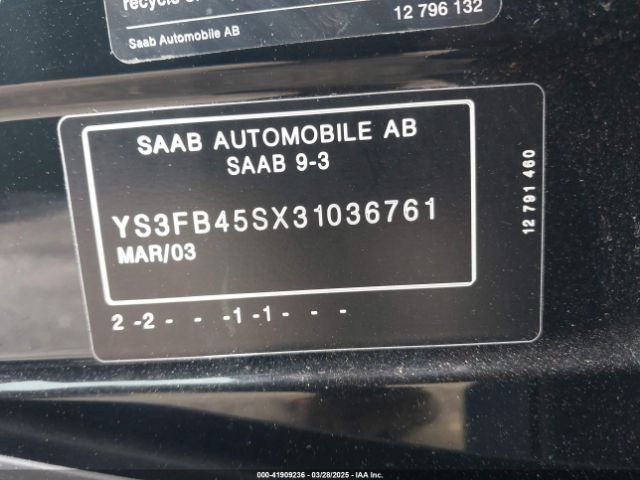 recycle
12 796 132
Saab Automobile AB
SAAB AUTOMOBILE AB
SAAB 9-3
YS3FB45SX31036761
MAR/03
12 791 460
2 -2 - - -1 -1 - - -
000-41909236 | 03/28/2025 | IAA Inc.